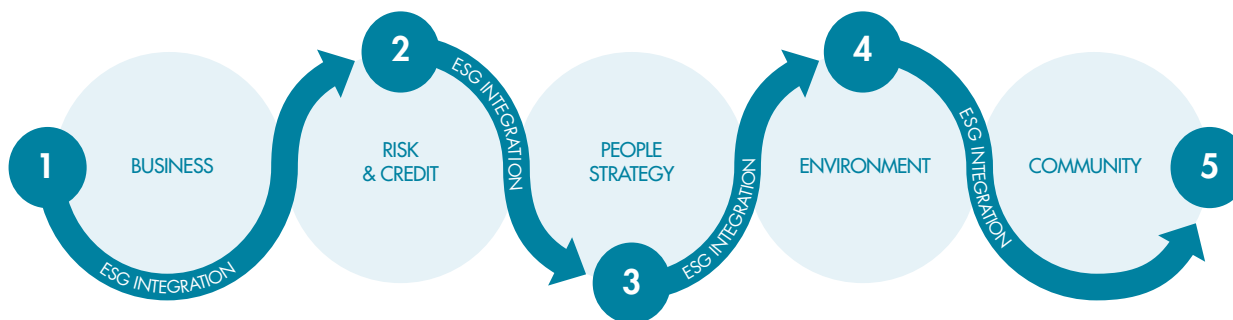 1
BUSINESS
ESG INTEGRATION
2
RISK
& CREDIT
ESG INTEGRATION
3
PEOPLE
STRATEGY
ESG INTEGRATION
4
ENVIRONMENT
ESG INTEGRATION
5
COMMUNITY